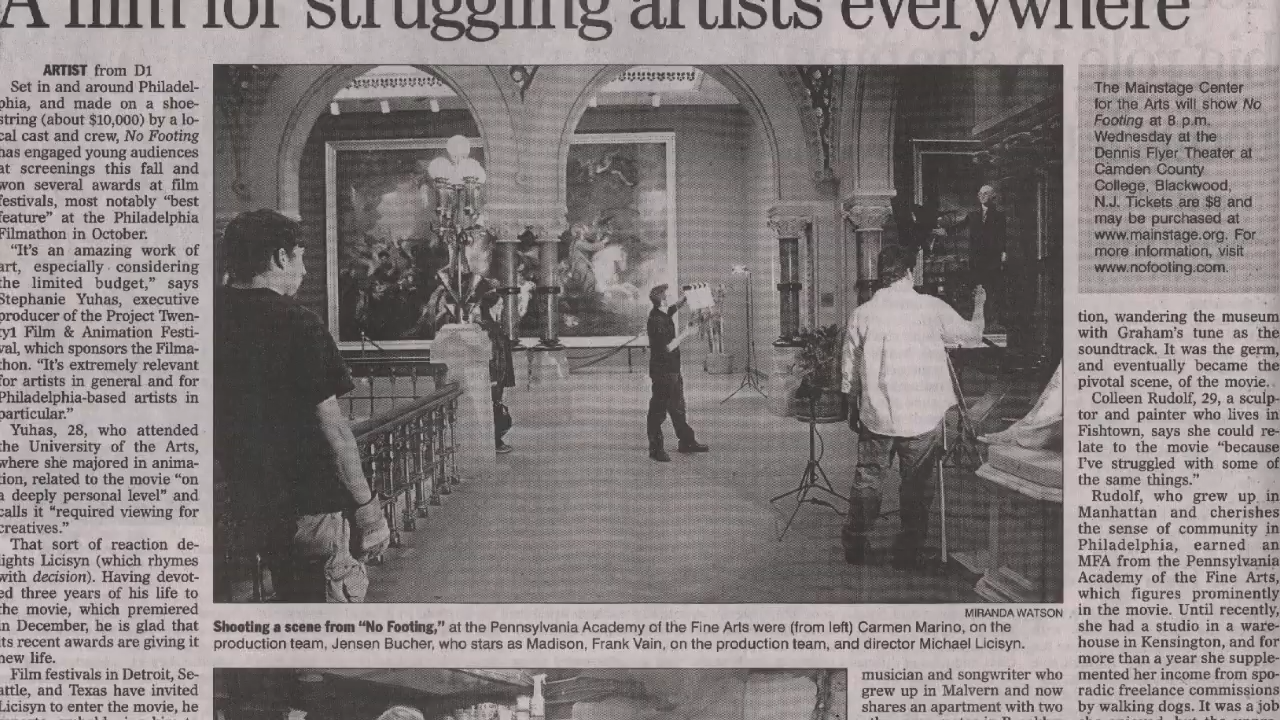 A film for struggling artists everywhere
ARTIST from D1
Set in and around Philadel-
phia, and made on a shoe-
string (about $10,000) by a lo-
cal cast and crew, No Footing
has engaged young audiences
at screenings this fall and
won several awards at film
festivals, most notably “best
feature” at the Philadelphia
Filmathon in October.
“It’s an amazing work of
art, especially considering
the limited budget,” says
Stephanie Yuhas, executive
producer of the Project Twen-
ty1 Film & Animation Festi-
val, which sponsors the Filma-
thon. “It’s extremely relevant
for artists in general and for
Philadelphia-based artists in
particular.”
Yuhas, 28, who attended
the University of the Arts,
where she majored in anima-
tion, related to the movie “on
a deeply personal level” and
calls it “required viewing for
creatives.”
That sort of reaction de-
lights Licisyn (which rhymes
with decision). Having devot-
ed three years of his life to
the movie, which premiered
in December, he is glad that
its recent awards are giving it
new life.
Film festivals in Detroit, Se-
attle, and Texas have invited
Licisyn to enter the movie, he
MIRANDA WATSON
Shooting a scene from “No Footing,” at the Pennsylvania Academy of the Fine Arts were (from left) Carmen Marino, on the
production team, Jensen Bucher, who stars as Madison, Frank Vain, on the production team, and director Michael Licisyn.
musician and songwriter who
grew up in Malvern and now
shares an apartment with two
The Mainstage Center
for the Arts will show No
Footing at 8 p.m.
Wednesday at the
Dennis Flyer Theater at
Camden County
College, Blackwood,
N.J. Tickets are $8 and
may be purchased at
www.mainstage.org. For
more information, visit
www.nofooting.com.
tion, wandering the museum
with Graham’s tune as the
soundtrack. It was the germ,
and eventually became the
pivotal scene, of the movie.
Colleen Rudolf, 29, a sculp-
tor and painter who lives in
Fishtown, says she could re-
late to the movie “because
I’ve struggled with some of
the same things.”
Rudolf, who grew up in
Manhattan and cherishes
the sense of community in
Philadelphia, earned an
MFA from the Pennsylvania
Academy of the Fine Arts,
which figures prominently
in the movie. Until recently,
she had a studio in a ware-
house in Kensington, and for
more than a year she supple-
mented her income from spo-
radic freelance commissions
by walking dogs. It was a job